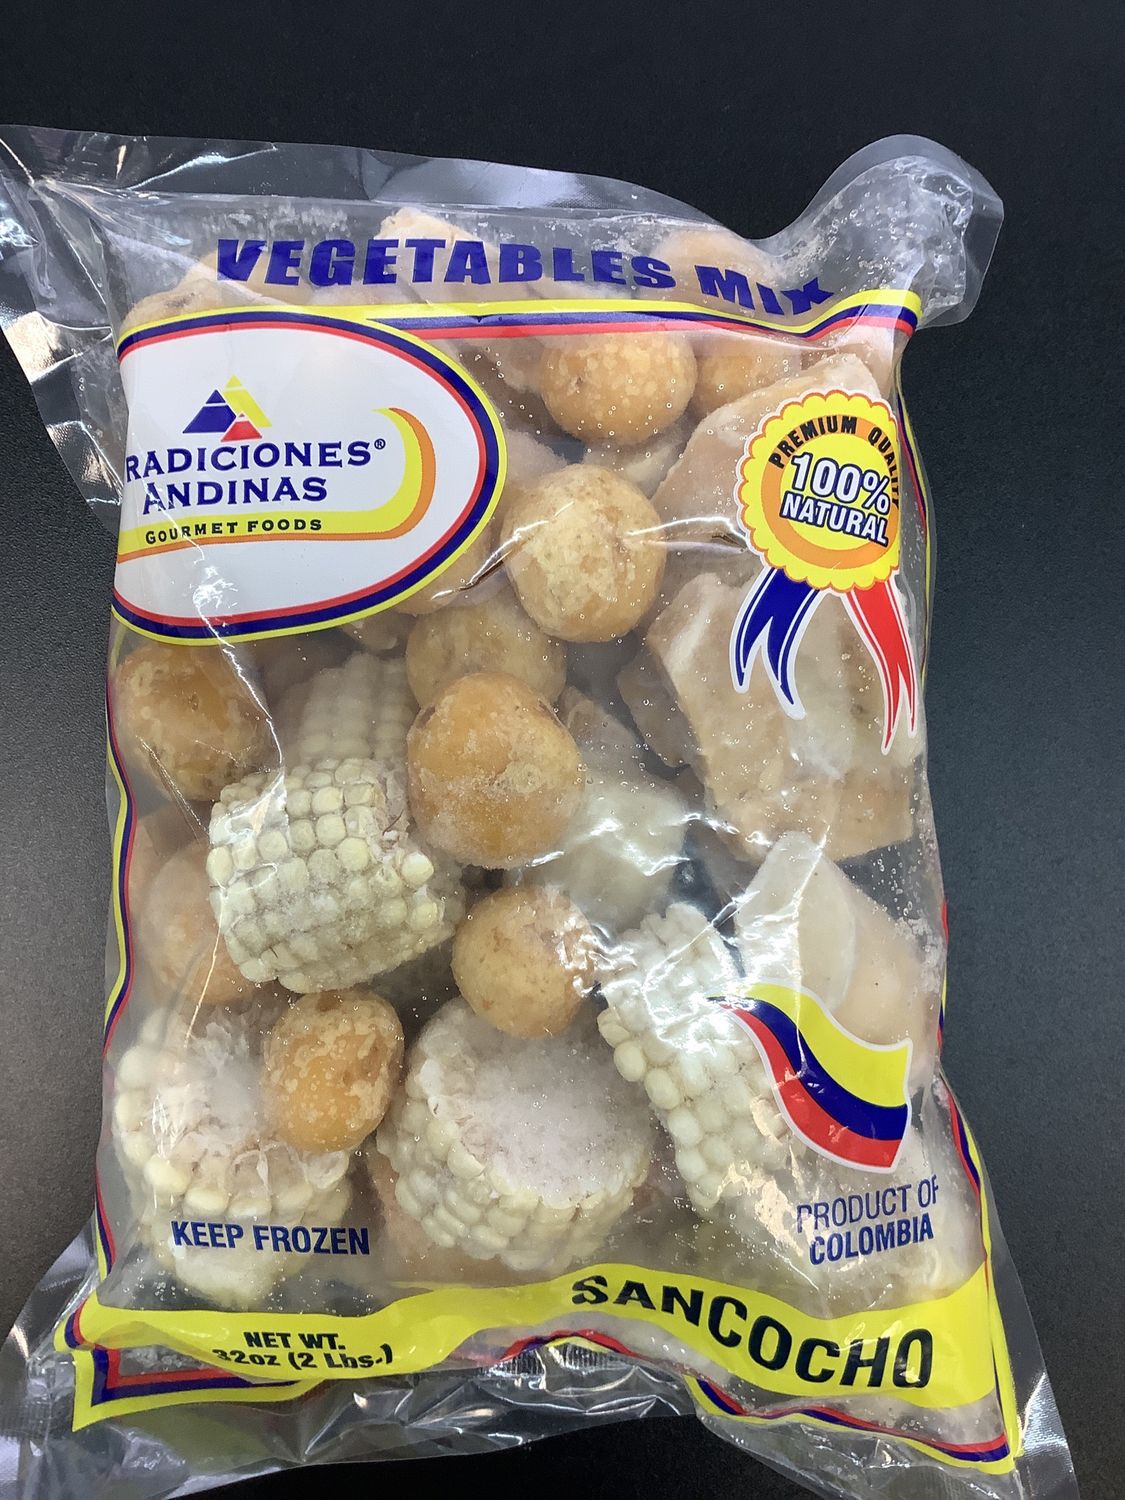 VEGETABLES MIX
RADICIONES®
ANDINAS
GOURMET FOODS
PREMIUM QUALITY
100%
NATURAL
KEEP FROZEN
PRODUCT OF
COLOMBIA
SANCOCHO
NET WT.
32oz (2 Lbs.)